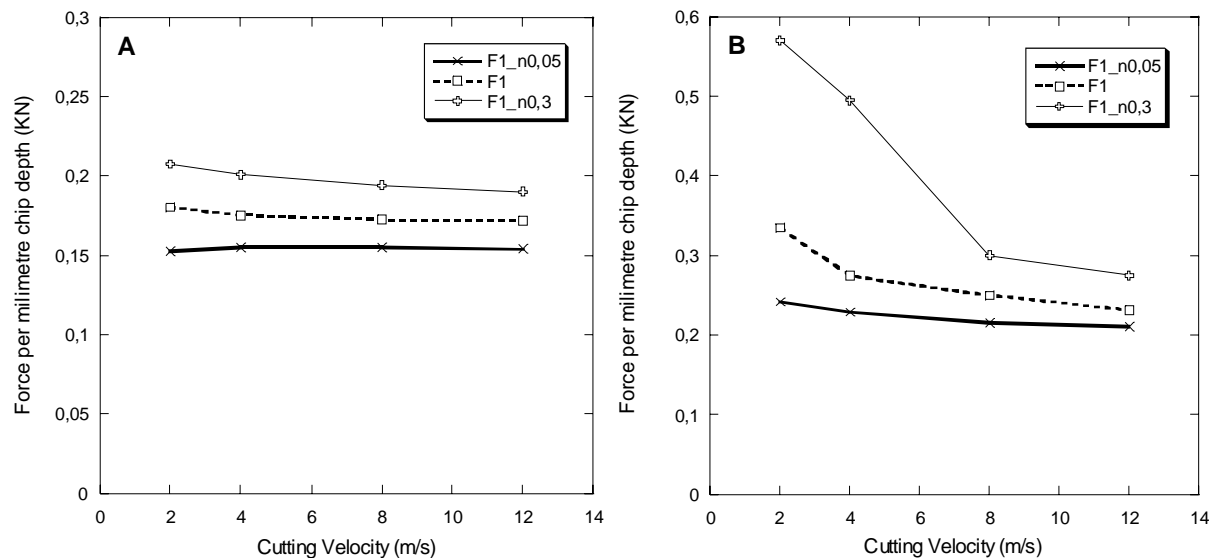 A
F1_n0,05
F1
F1_n0,3
0,3
0,25
0,2
0,15
0,1
0,05
0
Force per milimetre chip depth (KN)
0 2 4 6 8 10 12 14
Cutting Velocity (m/s)
B
F1_n0,05
F1
F1_n0,3
0,6
0,5
0,4
0,3
0,2
0,1
0
Force per milimetre chip depth (KN)
0 2 4 6 8 10 12 14
Cutting Velocity (m/s)